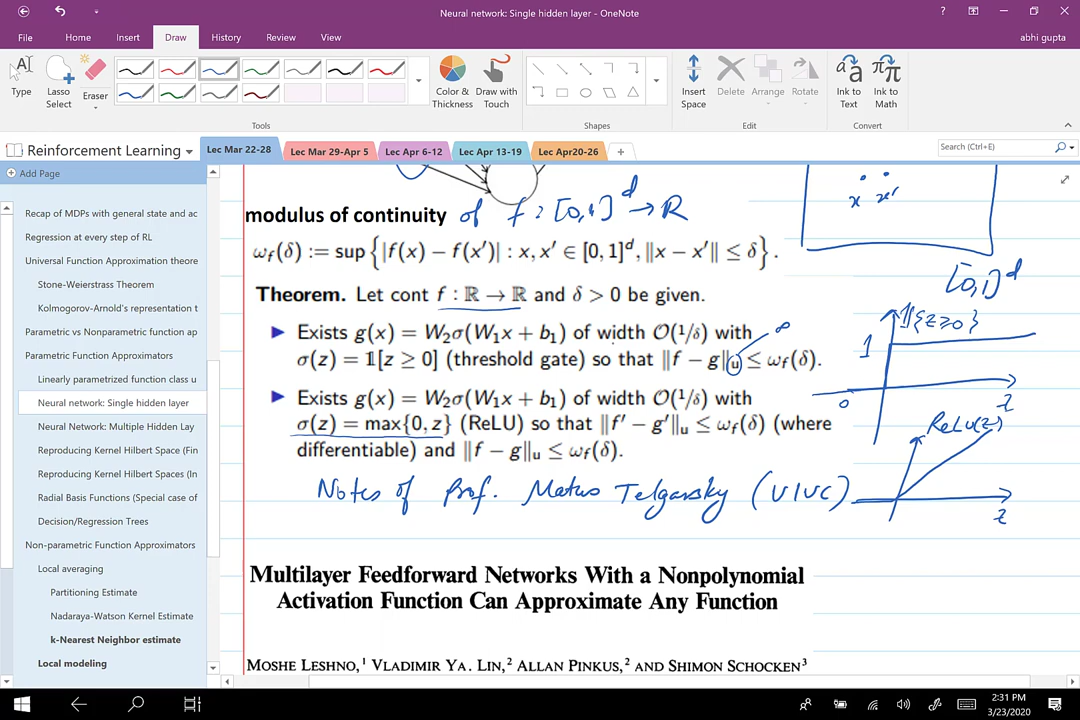 Neural network: Single hidden layer - OneNote
File Home Insert Draw History Review View
abhi gupta
Type
Lasso Select
Eraser
Color & Thickness
Draw with Touch
Insert Space
Delete
Arrange
Rotate
Ink to Text
Ink to Math
Tools
Shapes
Edit
Convert
Reinforcement Learning
Lec Mar 22-28
Lec Mar 29-Apr 5
Lec Apr 6-12
Lec Apr 13-19
Lec Apr20-26
Search (Ctrl+E)
Add Page
Recap of MDPs with general state and ac
Regression at every step of RL
Universal Function Approximation theore
Stone-Weierstrass Theorem
Kolmogorov-Arnold's representation t
Parametric vs Nonparametric function ap
Parametric Function Approximators
Linearly parametrized function class u
Neural network: Single hidden layer
Neural Network: Multiple Hidden Lay
Reproducing Kernel Hilbert Space (Fin
Reproducing Kernel Hilbert Spaces (In
Radial Basis Functions (Special case of
Decision/Regression Trees
Non-parametric Function Approximators
Local averaging
Partitioning Estimate
Nadaraya-Watson Kernel Estimate
k-Nearest Neighbor estimate
Local modeling
modulus of continuity of f : [0,1]^d → R
ω_f(δ) := sup { |f(x) − f(x′)| : x, x′ ∈ [0, 1]^d, ‖x − x′‖ ≤ δ } .
Theorem. Let cont f : ℝ → ℝ and δ > 0 be given.
▶ Exists g(x) = W₂σ(W₁x + b₁) of width O(1/δ) with
σ(z) = 𝟙[z ≥ 0] (threshold gate) so that ‖f − g‖_u ≤ ω_f(δ).
∞
▶ Exists g(x) = W₂σ(W₁x + b₁) of width O(1/δ) with
σ(z) = max{0, z} (ReLU) so that ‖f′ − g′‖_u ≤ ω_f(δ) (where
differentiable) and ‖f − g‖_u ≤ ω_f(δ).
Notes of Prof. Matus Telgarsky (UIUC)
x x′
[0,1]^d
𝟙{z≥0}
1
0
z
ReLU(z)
z
Multilayer Feedforward Networks With a Nonpolynomial
Activation Function Can Approximate Any Function
MOSHE LESHNO,¹ VLADIMIR YA. LIN,² ALLAN PINKUS,² AND SHIMON SCHOCKEN³
2:31 PM
3/23/2020